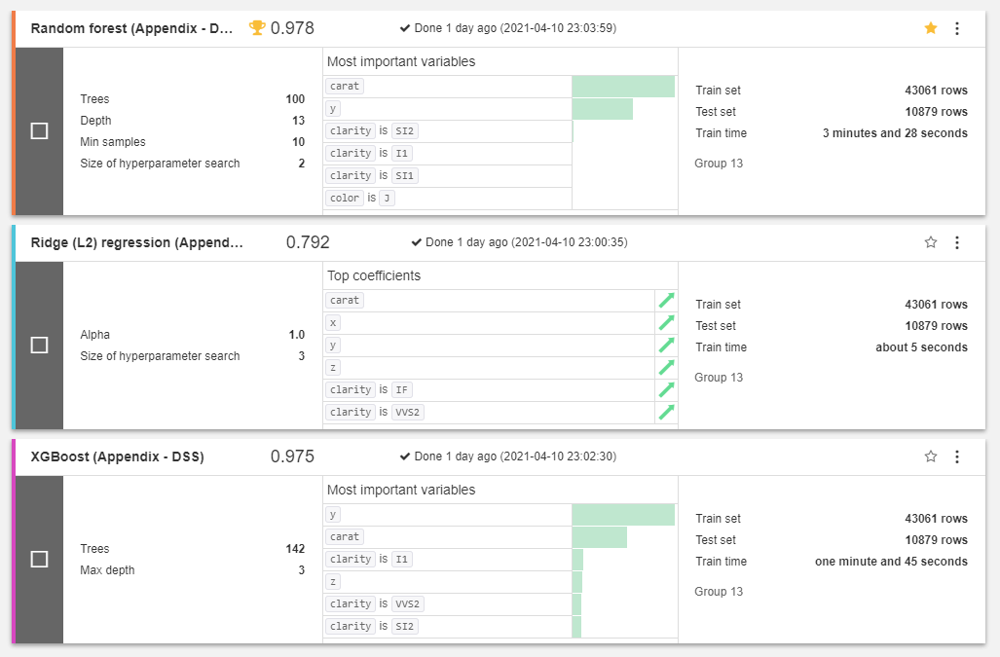 Random forest (Appendix - D... 0.978 Done 1 day ago (2021-04-10 23:03:59)
Most important variables
Trees 100
Depth 13
Min samples 10
Size of hyperparameter search 2
carat
y
clarity is SI2
clarity is I1
clarity is SI1
color is J
Train set 43061 rows
Test set 10879 rows
Train time 3 minutes and 28 seconds
Group 13
Ridge (L2) regression (Append... 0.792 Done 1 day ago (2021-04-10 23:00:35)
Top coefficients
Alpha 1.0
Size of hyperparameter search 3
carat
x
y
z
clarity is IF
clarity is VVS2
Train set 43061 rows
Test set 10879 rows
Train time about 5 seconds
Group 13
XGBoost (Appendix - DSS) 0.975 Done 1 day ago (2021-04-10 23:02:30)
Most important variables
Trees 142
Max depth 3
y
carat
clarity is I1
z
clarity is VVS2
clarity is SI2
Train set 43061 rows
Test set 10879 rows
Train time one minute and 45 seconds
Group 13